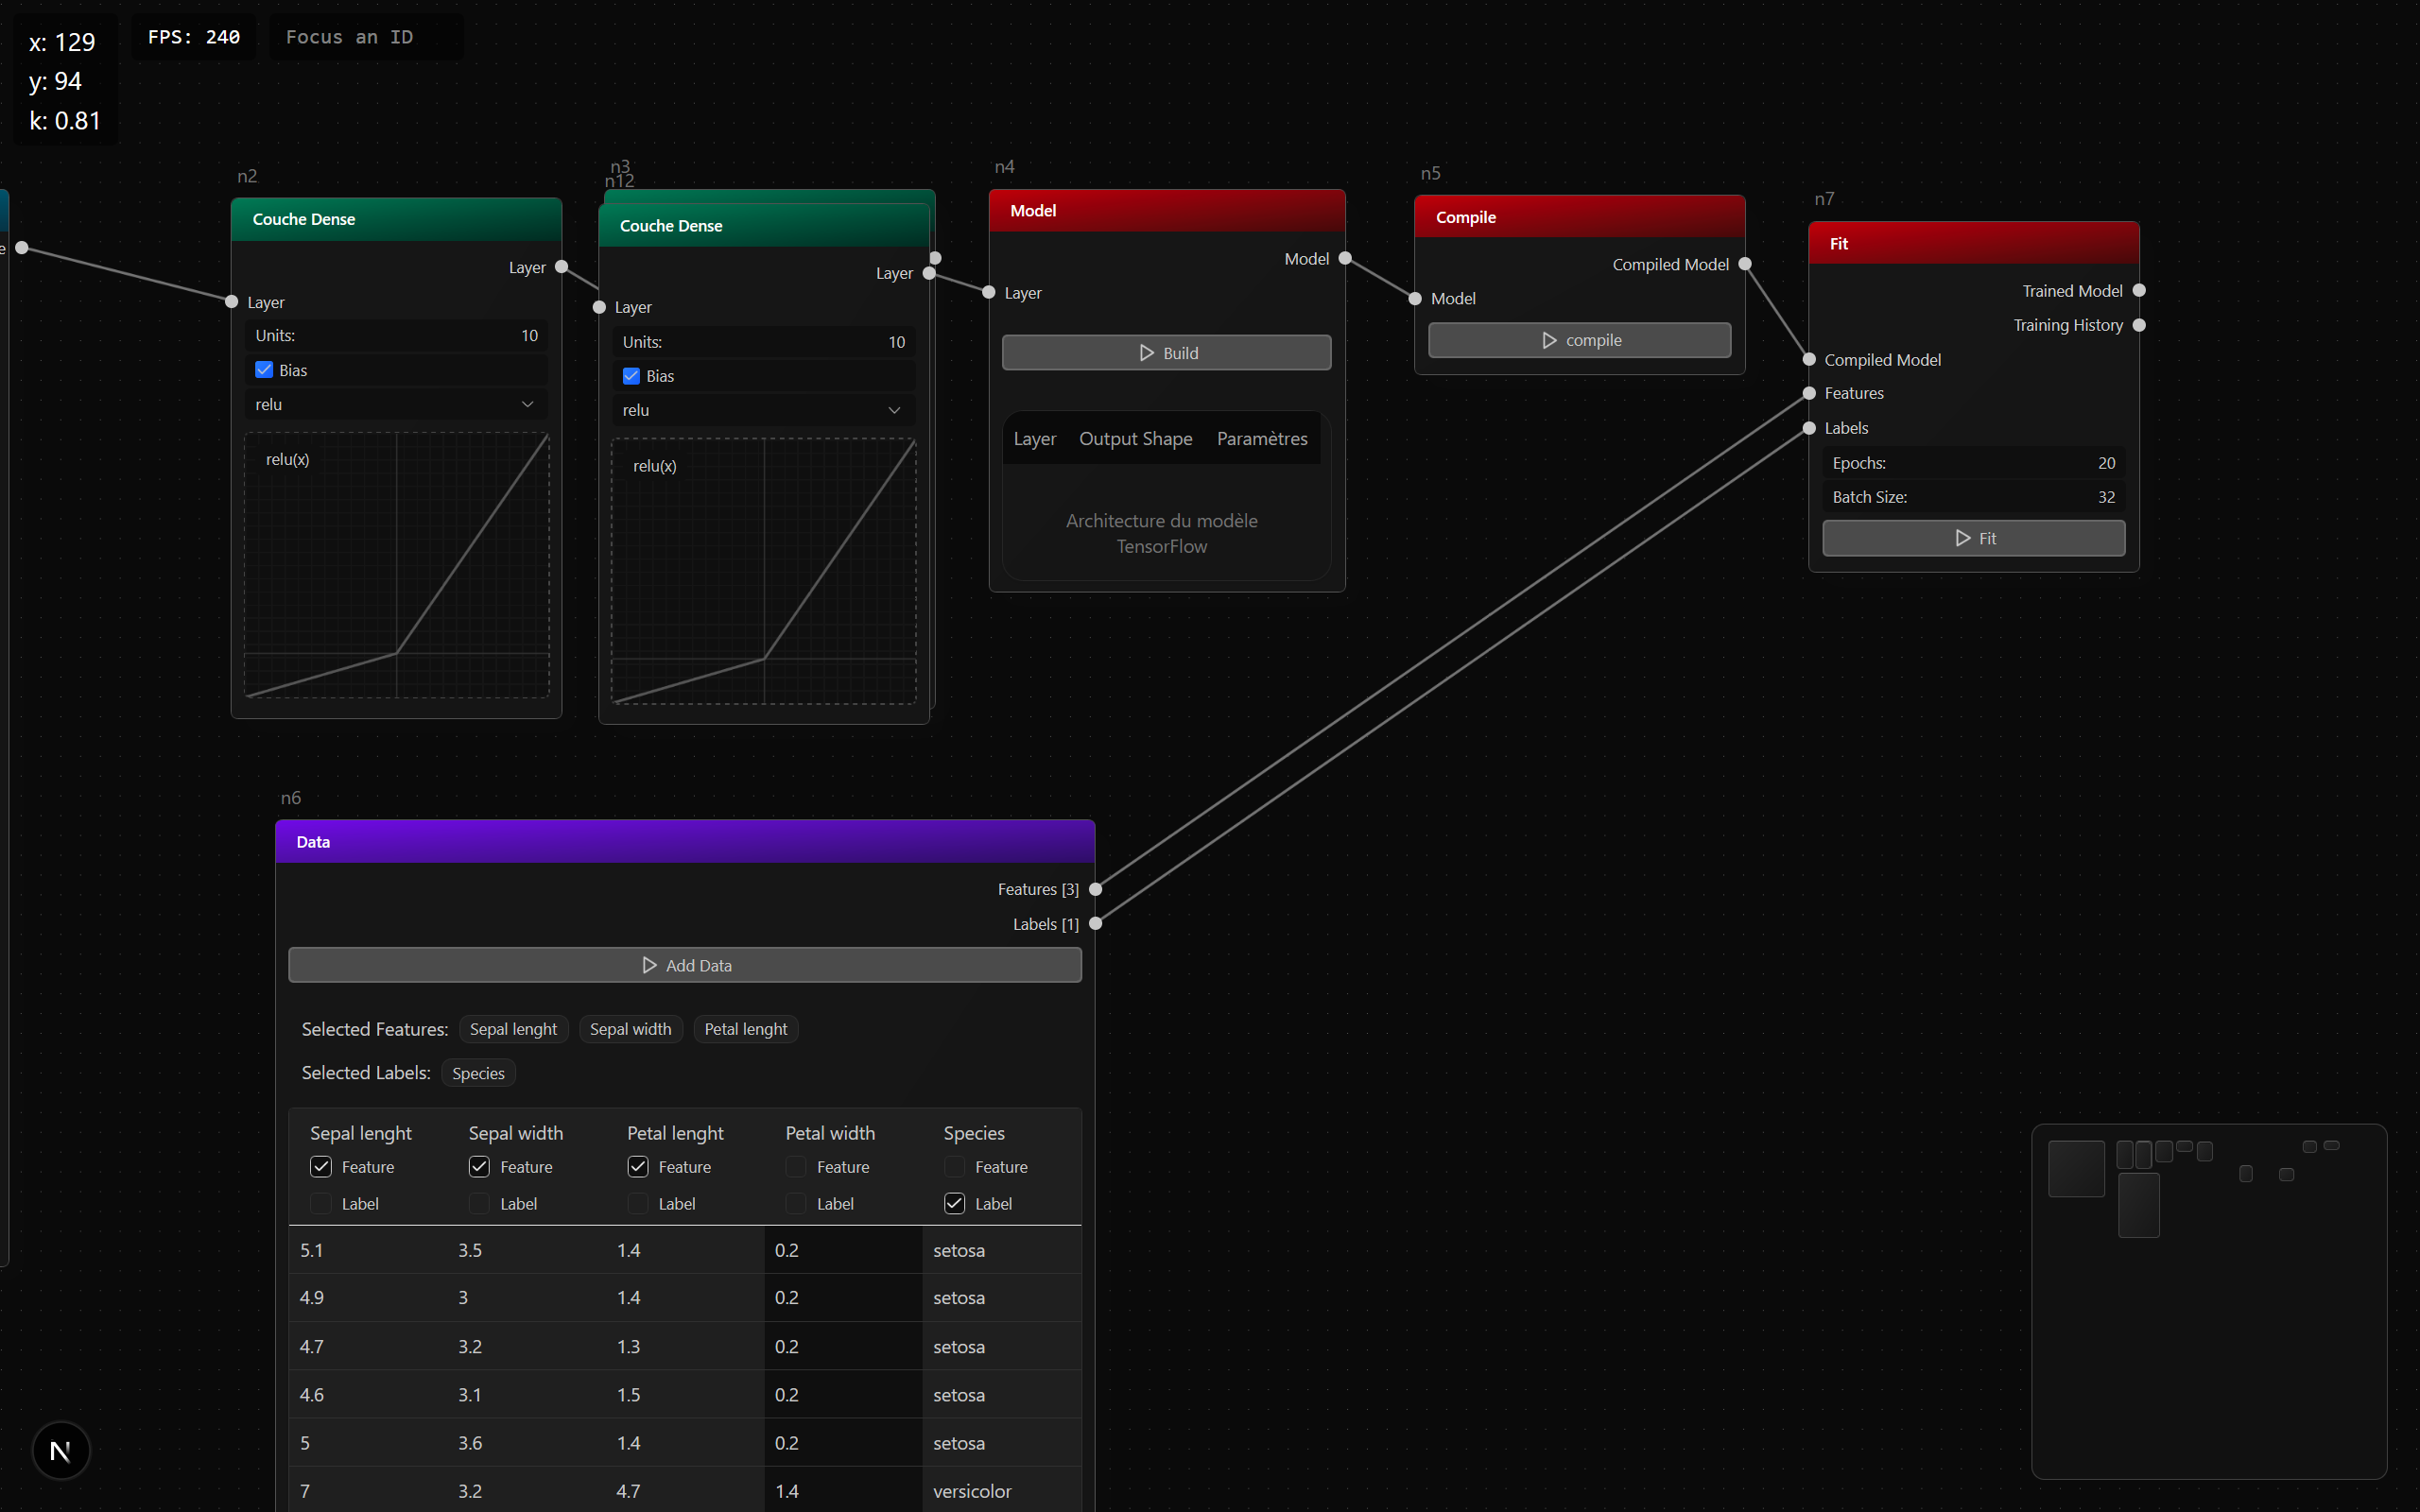 x: 129
y: 94
k: 0.81
FPS: 240
Focus an ID
e
n2
Couche Dense
Layer
Layer
Units: 10
Bias
relu
relu(x)
n3
n12
Couche Dense
Layer
Layer
Units: 10
Bias
relu
relu(x)
n4
Model
Model
Layer
Build
Layer Output Shape Paramètres
Architecture du modèle
TensorFlow
n5
Compile
Compiled Model
Model
compile
n7
Fit
Trained Model
Training History
Compiled Model
Features
Labels
Epochs: 20
Batch Size: 32
Fit
n6
Data
Features [3]
Labels [1]
Add Data
Selected Features: Sepal lenght Sepal width Petal lenght
Selected Labels: Species
Sepal lenght Sepal width Petal lenght Petal width Species
Feature Feature Feature Feature Feature
Label Label Label Label Label
5.1 3.5 1.4 0.2 setosa
4.9 3 1.4 0.2 setosa
4.7 3.2 1.3 0.2 setosa
4.6 3.1 1.5 0.2 setosa
5 3.6 1.4 0.2 setosa
7 3.2 4.7 1.4 versicolor
N